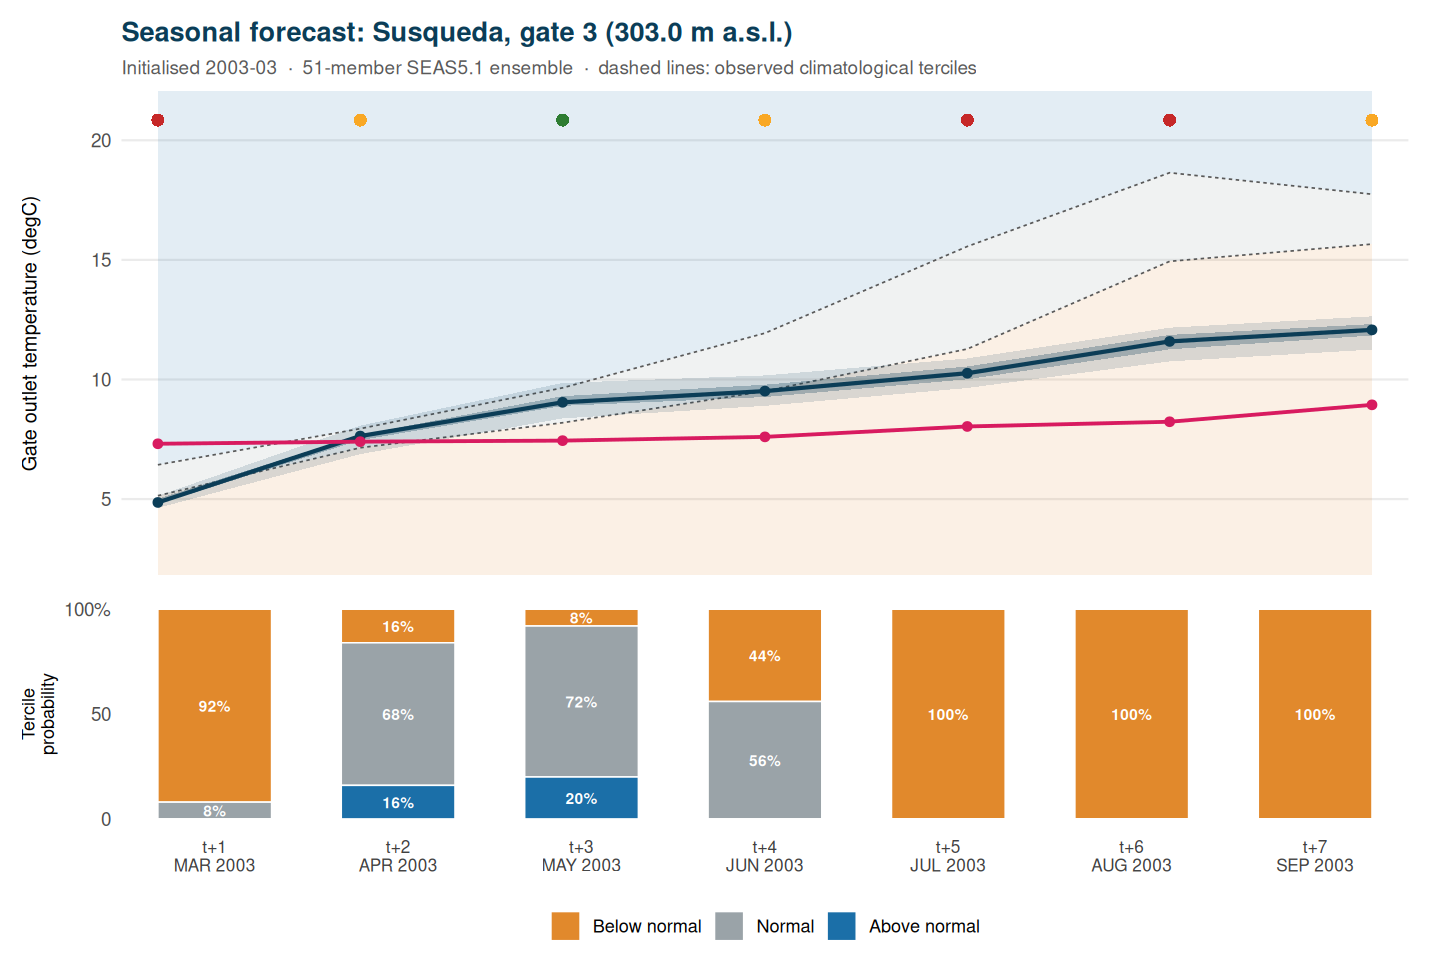 Seasonal forecast: Susqueda, gate 3 (303.0 m a.s.l.)
Initialised 2003-03 · 51-member SEAS5.1 ensemble · dashed lines: observed climatological terciles
Gate outlet temperature (degC)
20
15
10
5
Tercile
probability
100%
50
0
92%
8%
16%
68%
16%
8%
72%
20%
44%
56%
100%
100%
100%
t+1
MAR 2003
t+2
APR 2003
t+3
MAY 2003
t+4
JUN 2003
t+5
JUL 2003
t+6
AUG 2003
t+7
SEP 2003
Below normal
Normal
Above normal